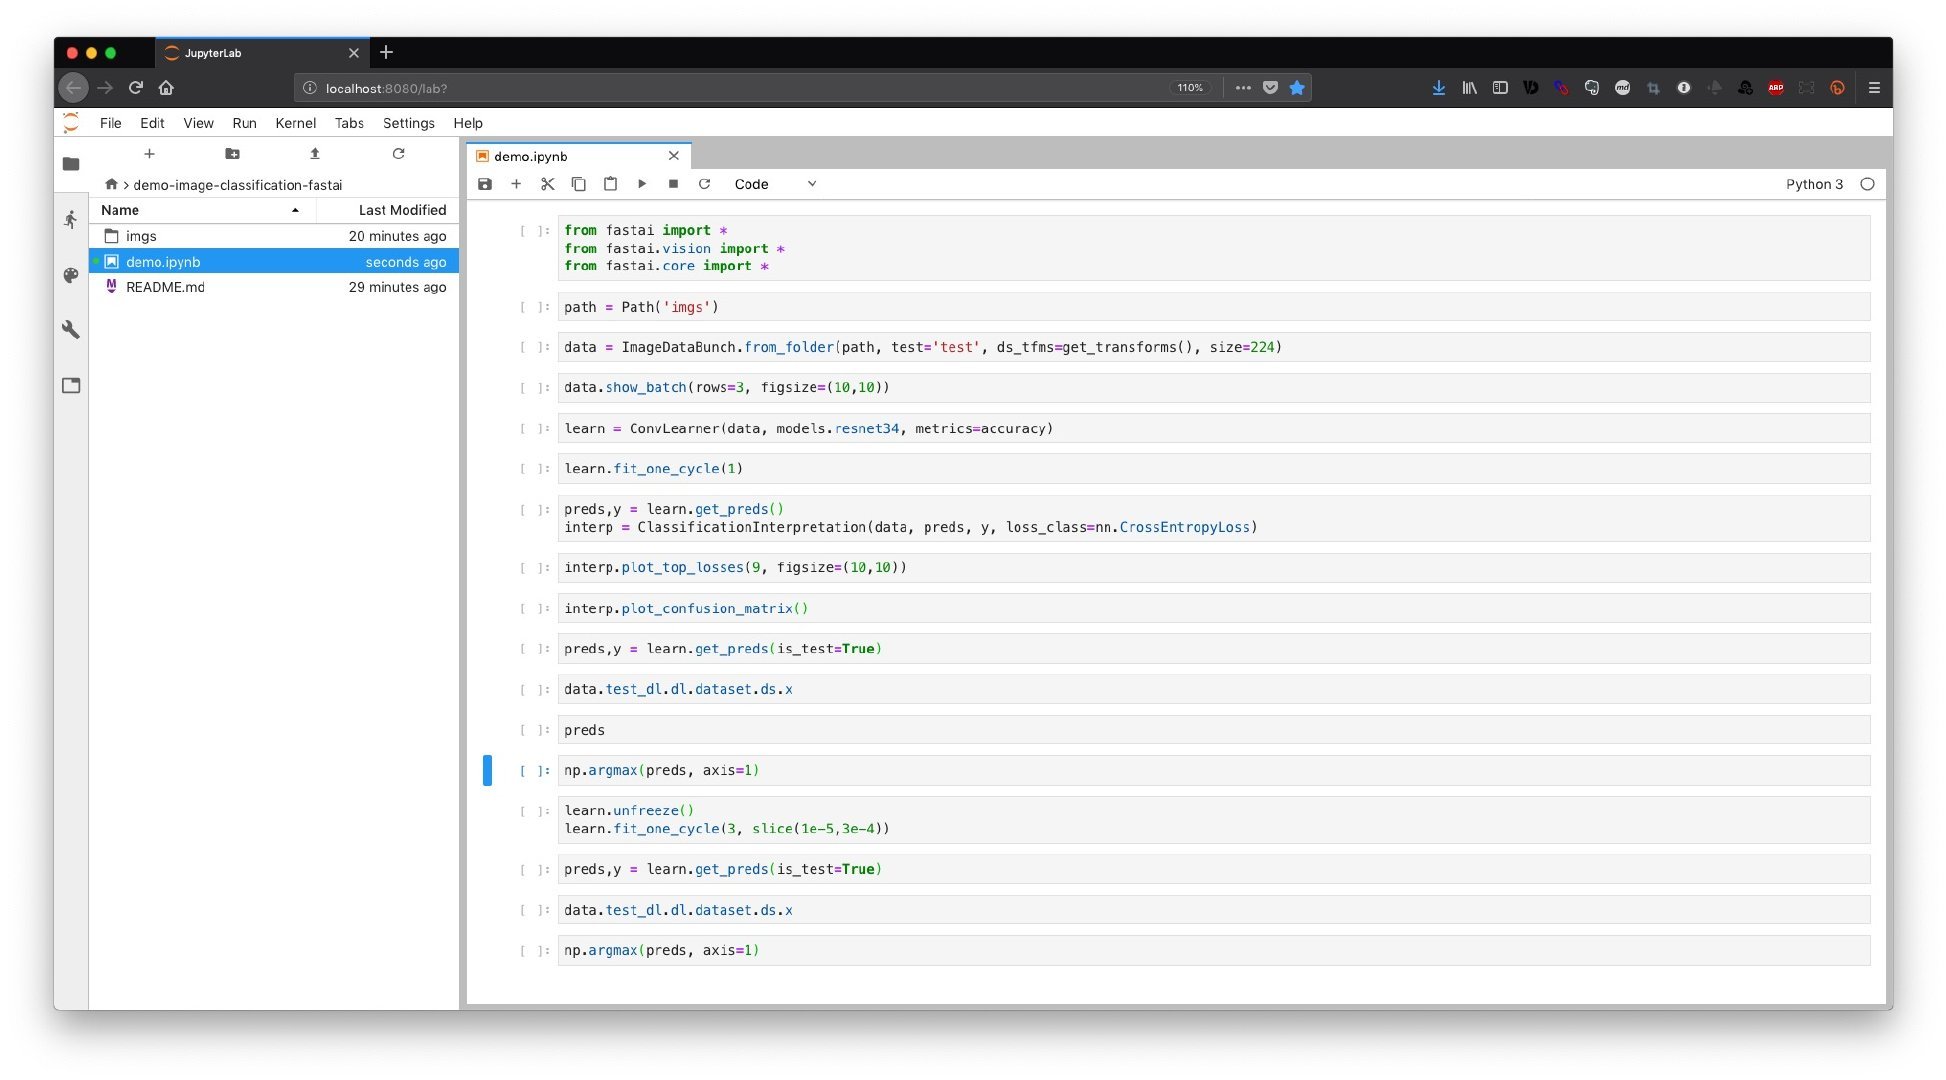 JupyterLab
localhost:8080/lab?
110%
File Edit View Run Kernel Tabs Settings Help
demo-image-classification-fastai
Name Last Modified
imgs 20 minutes ago
demo.ipynb seconds ago
README.md 29 minutes ago
demo.ipynb
Code
Python 3
[ ]: from fastai import *
from fastai.vision import *
from fastai.core import *
[ ]: path = Path('imgs')
[ ]: data = ImageDataBunch.from_folder(path, test='test', ds_tfms=get_transforms(), size=224)
[ ]: data.show_batch(rows=3, figsize=(10,10))
[ ]: learn = ConvLearner(data, models.resnet34, metrics=accuracy)
[ ]: learn.fit_one_cycle(1)
[ ]: preds,y = learn.get_preds()
interp = ClassificationInterpretation(data, preds, y, loss_class=nn.CrossEntropyLoss)
[ ]: interp.plot_top_losses(9, figsize=(10,10))
[ ]: interp.plot_confusion_matrix()
[ ]: preds,y = learn.get_preds(is_test=True)
[ ]: data.test_dl.dl.dataset.ds.x
[ ]: preds
[ ]: np.argmax(preds, axis=1)
[ ]: learn.unfreeze()
learn.fit_one_cycle(3, slice(1e-5,3e-4))
[ ]: preds,y = learn.get_preds(is_test=True)
[ ]: data.test_dl.dl.dataset.ds.x
[ ]: np.argmax(preds, axis=1)